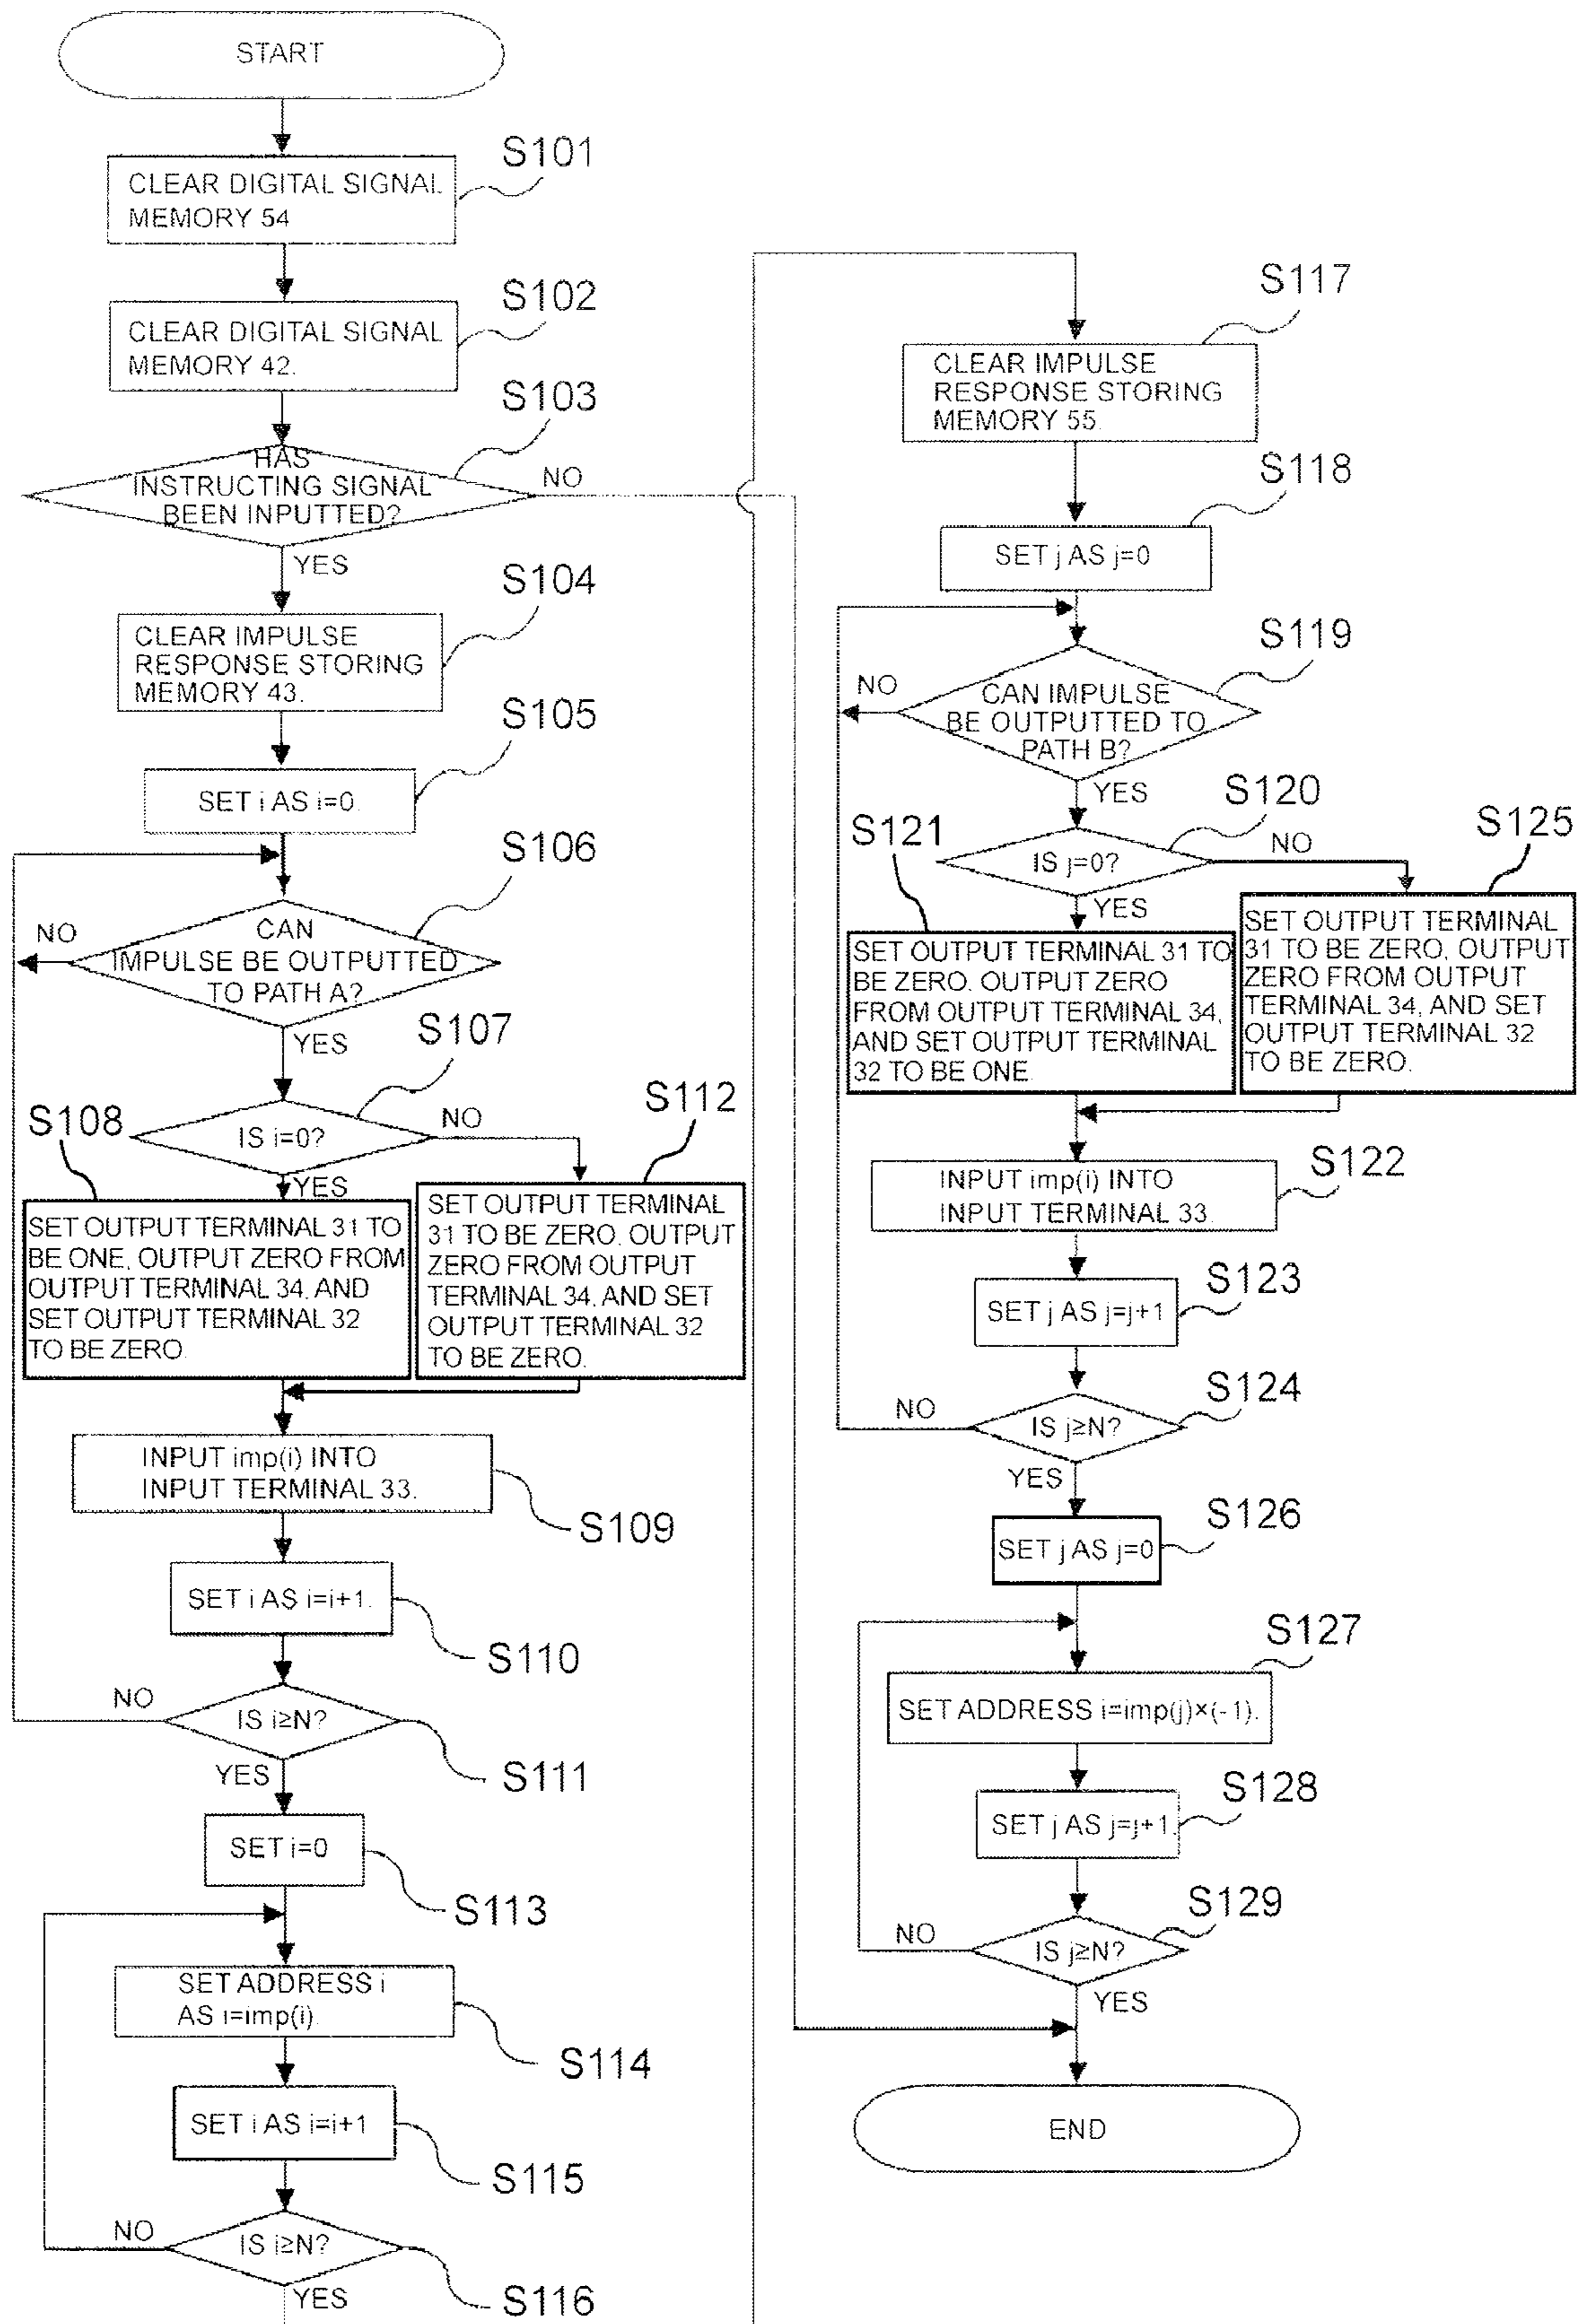 START
S101
CLEAR DIGITAL SIGNAL
MEMORY 54
S102
CLEAR DIGITAL SIGNAL
MEMORY 42.
S103
HAS
INSTRUCTING SIGNAL
BEEN INPUTTED?
NO
YES
S104
CLEAR IMPULSE
RESPONSE STORING
MEMORY 43.
S105
SET i AS i=0.
S106
NO
CAN
IMPULSE BE OUTPUTTED
TO PATH A?
YES
S107
IS i=0?
NO
S108
YES
S112
SET OUTPUT TERMINAL 31 TO
BE ONE, OUTPUT ZERO FROM
OUTPUT TERMINAL 34, AND
SET OUTPUT TERMINAL 32
TO BE ZERO.
SET OUTPUT TERMINAL
31 TO BE ZERO, OUTPUT
ZERO FROM OUTPUT
TERMINAL 34, AND SET
OUTPUT TERMINAL 32
TO BE ZERO.
INPUT imp(i) INTO
INPUT TERMINAL 33.
S109
SET i AS i=i+1.
S110
NO
IS i≥N?
S111
YES
SET i=0
S113
SET ADDRESS i
AS i=imp(i).
S114
SET i AS i=i+1
S115
NO
IS i≥N?
S116
YES
S117
CLEAR IMPULSE
RESPONSE STORING
MEMORY 55.
S118
SET j AS j=0
S119
NO
CAN IMPULSE
BE OUTPUTTED TO
PATH B?
YES
S120
IS j=0?
NO
S121
YES
S125
SET OUTPUT TERMINAL 31 TO
BE ZERO. OUTPUT ZERO
FROM OUTPUT TERMINAL 34,
AND SET OUTPUT TERMINAL
32 TO BE ONE.
SET OUTPUT TERMINAL
31 TO BE ZERO, OUTPUT
ZERO FROM OUTPUT
TERMINAL 34, AND SET
OUTPUT TERMINAL 32
TO BE ZERO.
INPUT imp(i) INTO
INPUT TERMINAL 33.
S122
SET j AS j=j+1
S123
NO
IS j≥N?
S124
YES
SET j AS j=0
S126
S127
SET ADDRESS i=imp(j)×(-1).
S128
SET j AS j=j+1.
S129
NO
IS j≥N?
YES
END